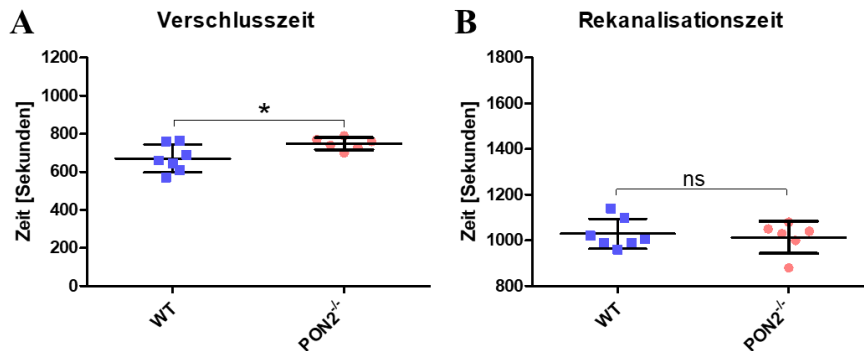 A
Verschlusszeit
Zeit [Sekunden]
1200
1000
800
600
400
200
0
*
WT
PON2-/-
B
Rekanalisationszeit
Zeit [Sekunden]
1800
1600
1400
1200
1000
800
ns
WT
PON2-/-